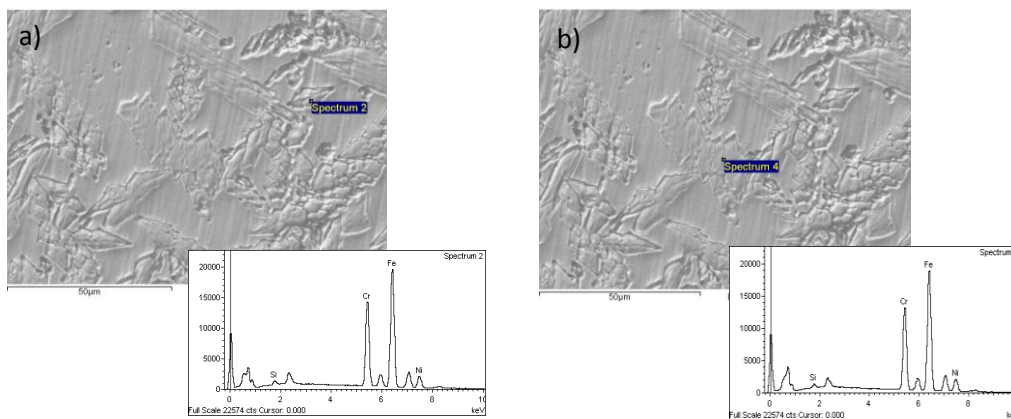 a)
Spectrum 2
50µm
Spectrum 2
20000
15000
10000
5000
0
Fe
Cr
Si
Ni
0
2
4
6
8
10
Full Scale 22574 cts Cursor: 0.000
keV
b)
Spectrum 4
50µm
Spectrum
20000
15000
10000
5000
0
Fe
Cr
Si
Ni
0
2
4
6
8
Full Scale 22574 cts Cursor: 0.000